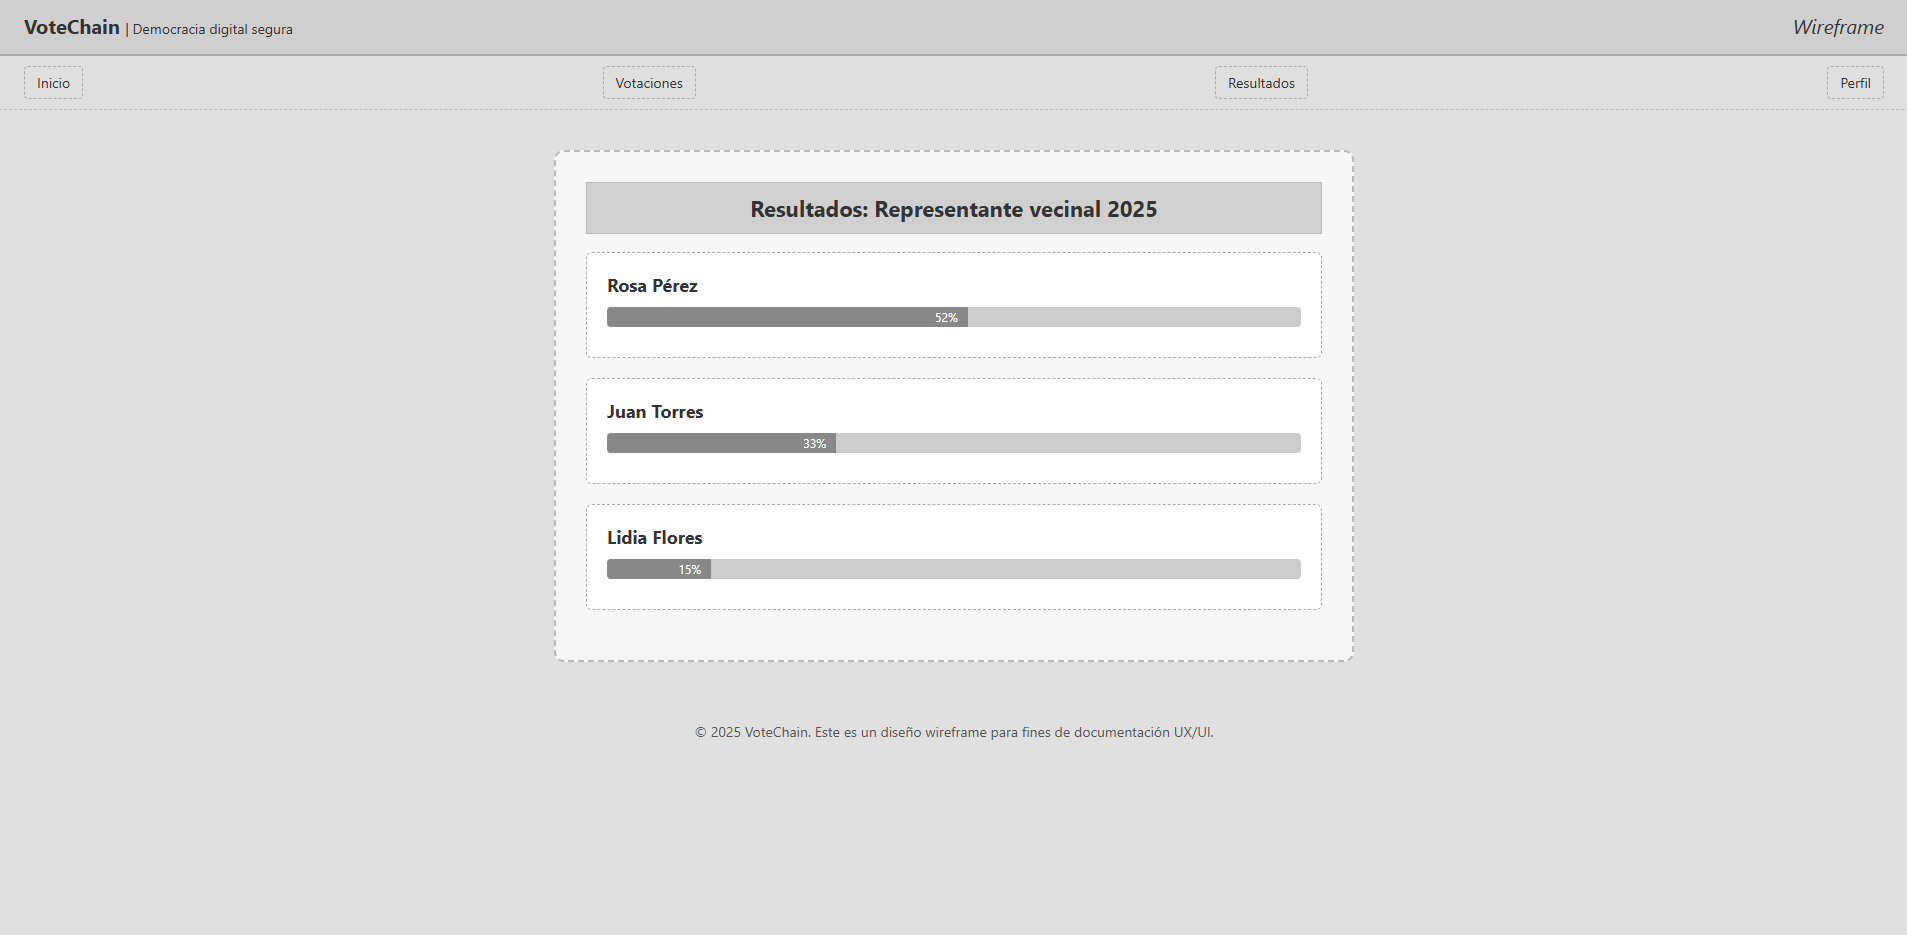 VoteChain | Democracia digital segura
Wireframe
Inicio
Votaciones
Resultados
Perfil
Resultados: Representante vecinal 2025
Rosa Pérez
52%
Juan Torres
33%
Lidia Flores
15%
© 2025 VoteChain. Este es un diseño wireframe para fines de documentación UX/UI.